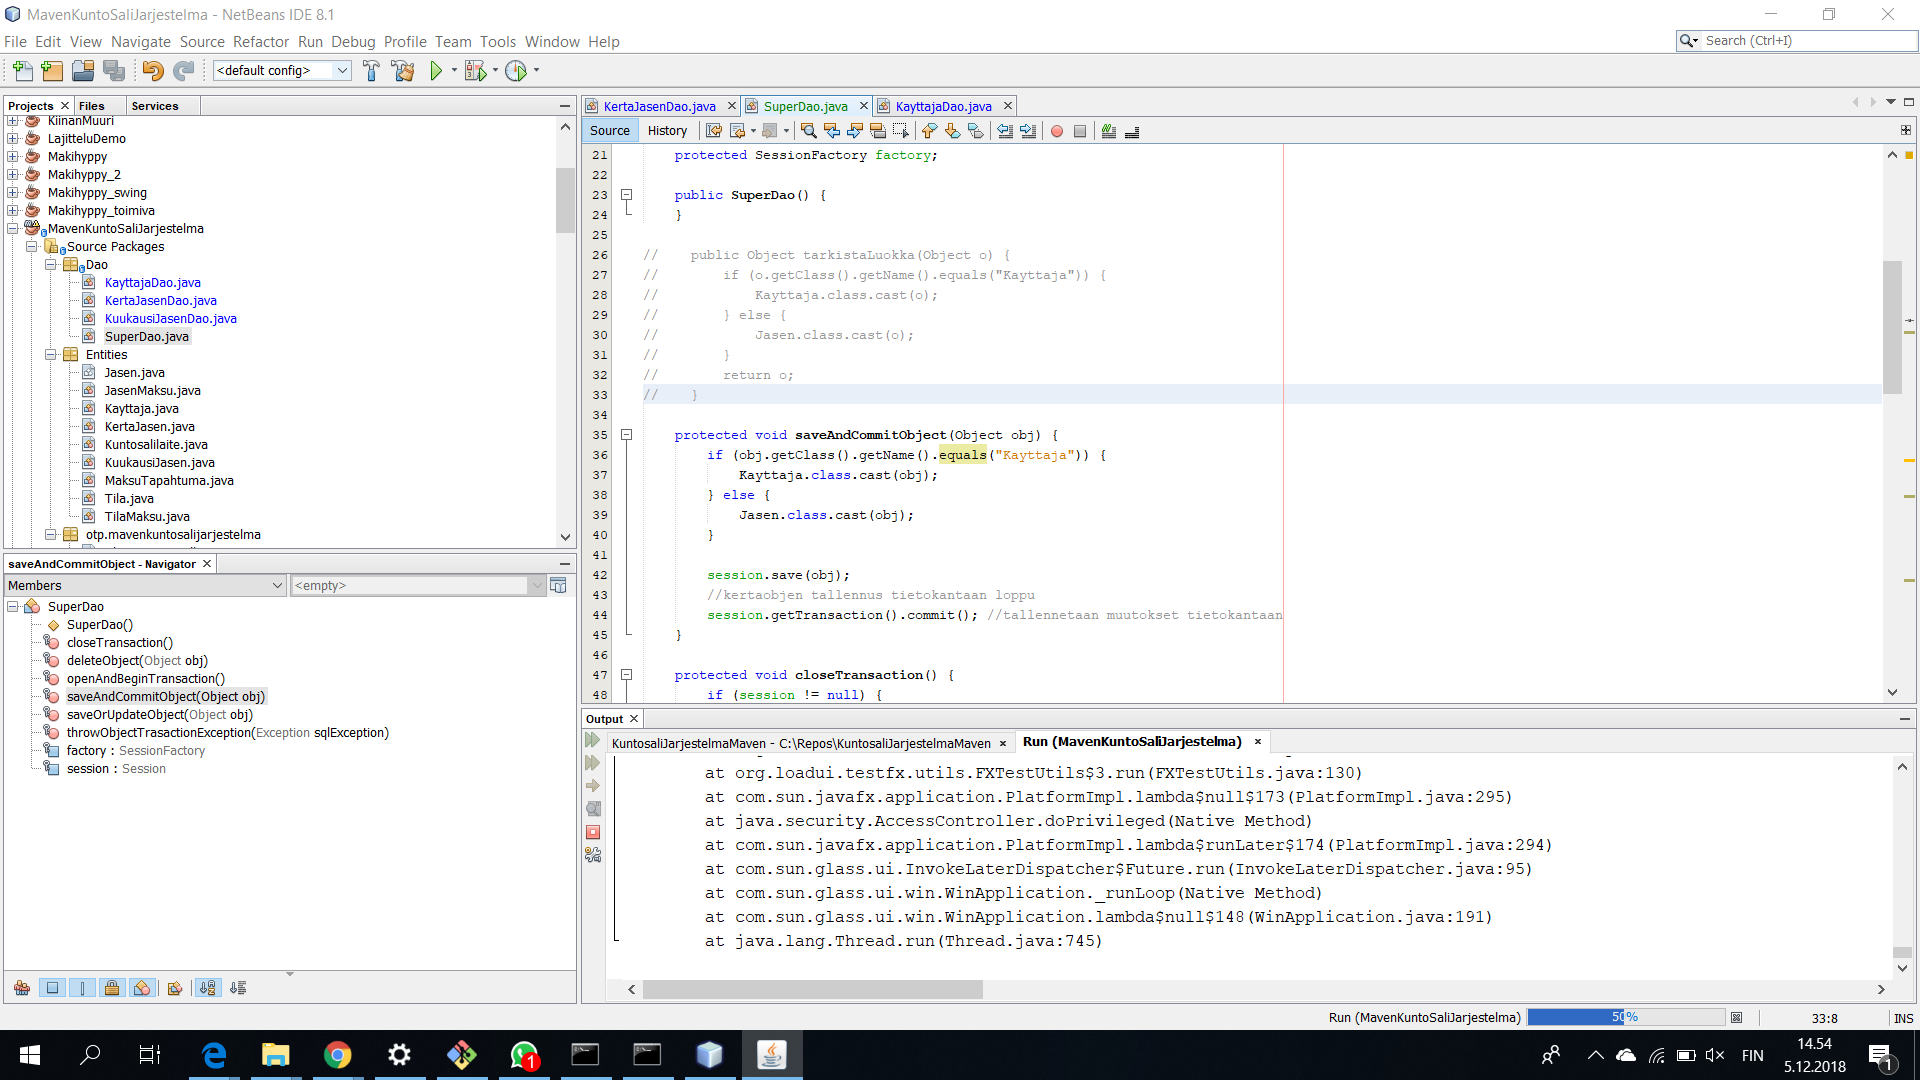 MavenKuntoSaliJarjestelma - NetBeans IDE 8.1
File Edit View Navigate Source Refactor Run Debug Profile Team Tools Window Help
Search (Ctrl+I)
<default config>
Projects Files Services
KiinanMuuri
LajitteluDemo
Makihyppy
Makihyppy_2
Makihyppy_swing
Makihyppy_toimiva
MavenKuntoSaliJarjestelma
Source Packages
Dao
KayttajaDao.java
KertaJasenDao.java
KuukausiJasenDao.java
SuperDao.java
Entities
Jasen.java
JasenMaksu.java
Kayttaja.java
KertaJasen.java
Kuntosalilaite.java
KuukausiJasen.java
MaksuTapahtuma.java
Tila.java
TilaMaksu.java
otp.mavenkuntosalijarjestelma
saveAndCommitObject - Navigator
Members
<empty>
SuperDao
SuperDao()
closeTransaction()
deleteObject(Object obj)
openAndBeginTransaction()
saveAndCommitObject(Object obj)
saveOrUpdateObject(Object obj)
throwObjectTrasactionException(Exception sqlException)
factory : SessionFactory
session : Session
KertaJasenDao.java SuperDao.java KayttajaDao.java
Source History
21 protected SessionFactory factory;
22
23 public SuperDao() {
24 }
25
26 // public Object tarkistaLuokka(Object o) {
27 // if (o.getClass().getName().equals("Kayttaja")) {
28 // Kayttaja.class.cast(o);
29 // } else {
30 // Jasen.class.cast(o);
31 // }
32 // return o;
33 // }
34
35 protected void saveAndCommitObject(Object obj) {
36 if (obj.getClass().getName().equals("Kayttaja")) {
37 Kayttaja.class.cast(obj);
38 } else {
39 Jasen.class.cast(obj);
40 }
41
42 session.save(obj);
43 //kertaobjen tallennus tietokantaan loppu
44 session.getTransaction().commit(); //tallennetaan muutokset tietokantaan
45 }
46
47 protected void closeTransaction() {
48 if (session != null) {
Output
KuntosaliJarjestelmaMaven - C:\Repos\KuntosaliJarjestelmaMaven Run (MavenKuntoSaliJarjestelma)
at org.loadui.testfx.utils.FXTestUtils$3.run(FXTestUtils.java:130)
at com.sun.javafx.application.PlatformImpl.lambda$null$173(PlatformImpl.java:295)
at java.security.AccessController.doPrivileged(Native Method)
at com.sun.javafx.application.PlatformImpl.lambda$runLater$174(PlatformImpl.java:294)
at com.sun.glass.ui.InvokeLaterDispatcher$Future.run(InvokeLaterDispatcher.java:95)
at com.sun.glass.ui.win.WinApplication._runLoop(Native Method)
at com.sun.glass.ui.win.WinApplication.lambda$null$148(WinApplication.java:191)
at java.lang.Thread.run(Thread.java:745)
Run (MavenKuntoSaliJarjestelma) 50% 33:8 INS
1
FIN
14.54
5.12.2018
1